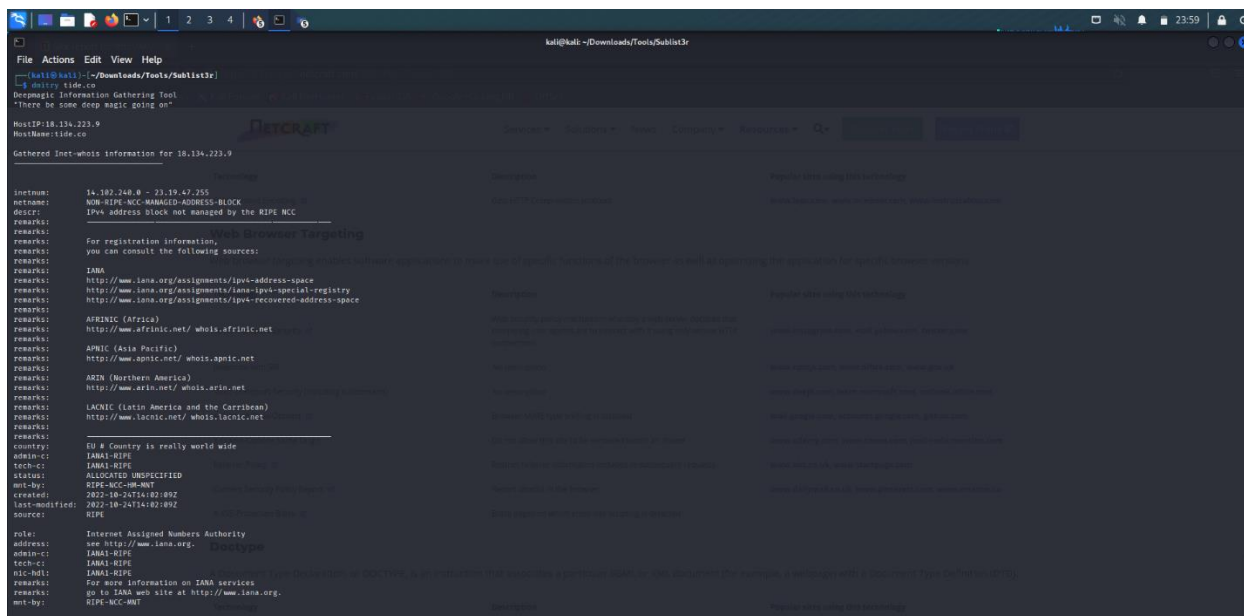 1 2 3 4
23:59
kali@kali: ~/Downloads/Tools/Sublist3r
File Actions Edit View Help
(kali㉿kali)-[~/Downloads/Tools/Sublist3r]
$ dmitry tide.co
Deepmagic Information Gathering Tool
"There be some deep magic going on"
HostIP:18.134.223.9
HostName:tide.co
Gathered Inet-whois information for 18.134.223.9
inetnum: 14.102.240.0 - 23.19.47.255
netname: NON-RIPE-NCC-MANAGED-ADDRESS-BLOCK
descr: IPv4 address block not managed by the RIPE NCC
remarks:
remarks:
remarks: For registration information,
remarks: you can consult the following sources:
remarks:
remarks: IANA
remarks: http://www.iana.org/assignments/ipv4-address-space
remarks: http://www.iana.org/assignments/iana-ipv4-special-registry
remarks: http://www.iana.org/assignments/ipv4-recovered-address-space
remarks:
remarks: AFRINIC (Africa)
remarks: http://www.afrinic.net/ whois.afrinic.net
remarks:
remarks: APNIC (Asia Pacific)
remarks: http://www.apnic.net/ whois.apnic.net
remarks:
remarks: ARIN (Northern America)
remarks: http://www.arin.net/ whois.arin.net
remarks:
remarks: LACNIC (Latin America and the Carribean)
remarks: http://www.lacnic.net/ whois.lacnic.net
remarks:
remarks:
country: EU # Country is really world wide
admin-c: IANA1-RIPE
tech-c: IANA1-RIPE
status: ALLOCATED UNSPECIFIED
mnt-by: RIPE-NCC-HM-MNT
created: 2022-10-24T14:02:09Z
last-modified: 2022-10-24T14:02:09Z
source: RIPE
role: Internet Assigned Numbers Authority
address: see http://www.iana.org.
admin-c: IANA1-RIPE
tech-c: IANA1-RIPE
nic-hdl: IANA1-RIPE
remarks: For more information on IANA services
remarks: go to IANA web site at http://www.iana.org.
mnt-by: RIPE-NCC-MNT
NETCRAFT
Web Browser Targeting
Doctype